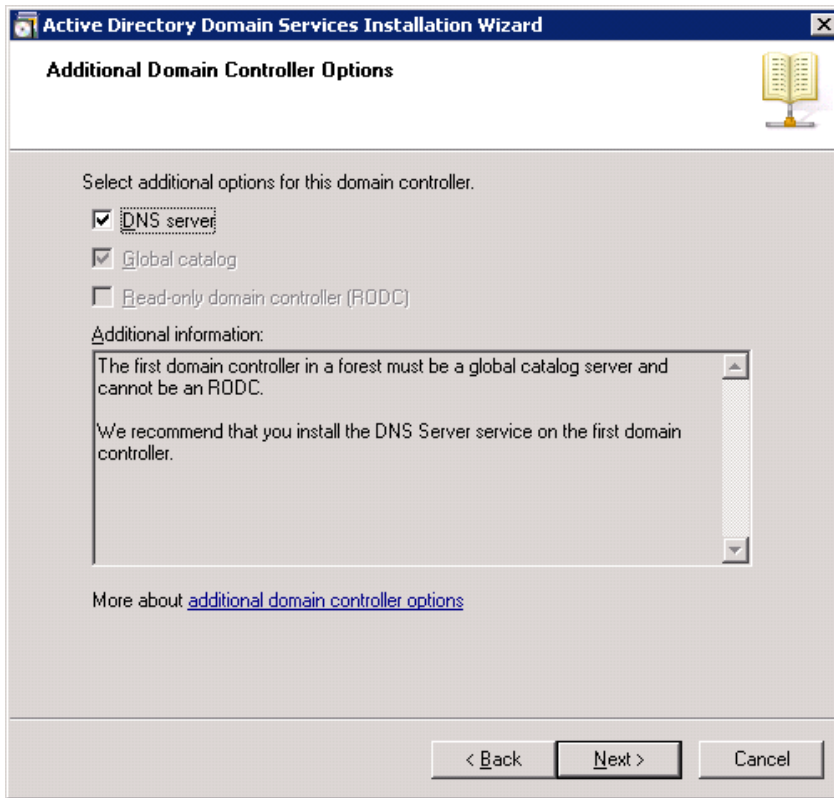 Active Directory Domain Services Installation Wizard
Additional Domain Controller Options
Select additional options for this domain controller.
DNS server
Global catalog
Read-only domain controller (RODC)
Additional information:
The first domain controller in a forest must be a global catalog server and
cannot be an RODC.
We recommend that you install the DNS Server service on the first domain
controller.
More about additional domain controller options
< Back Next > Cancel